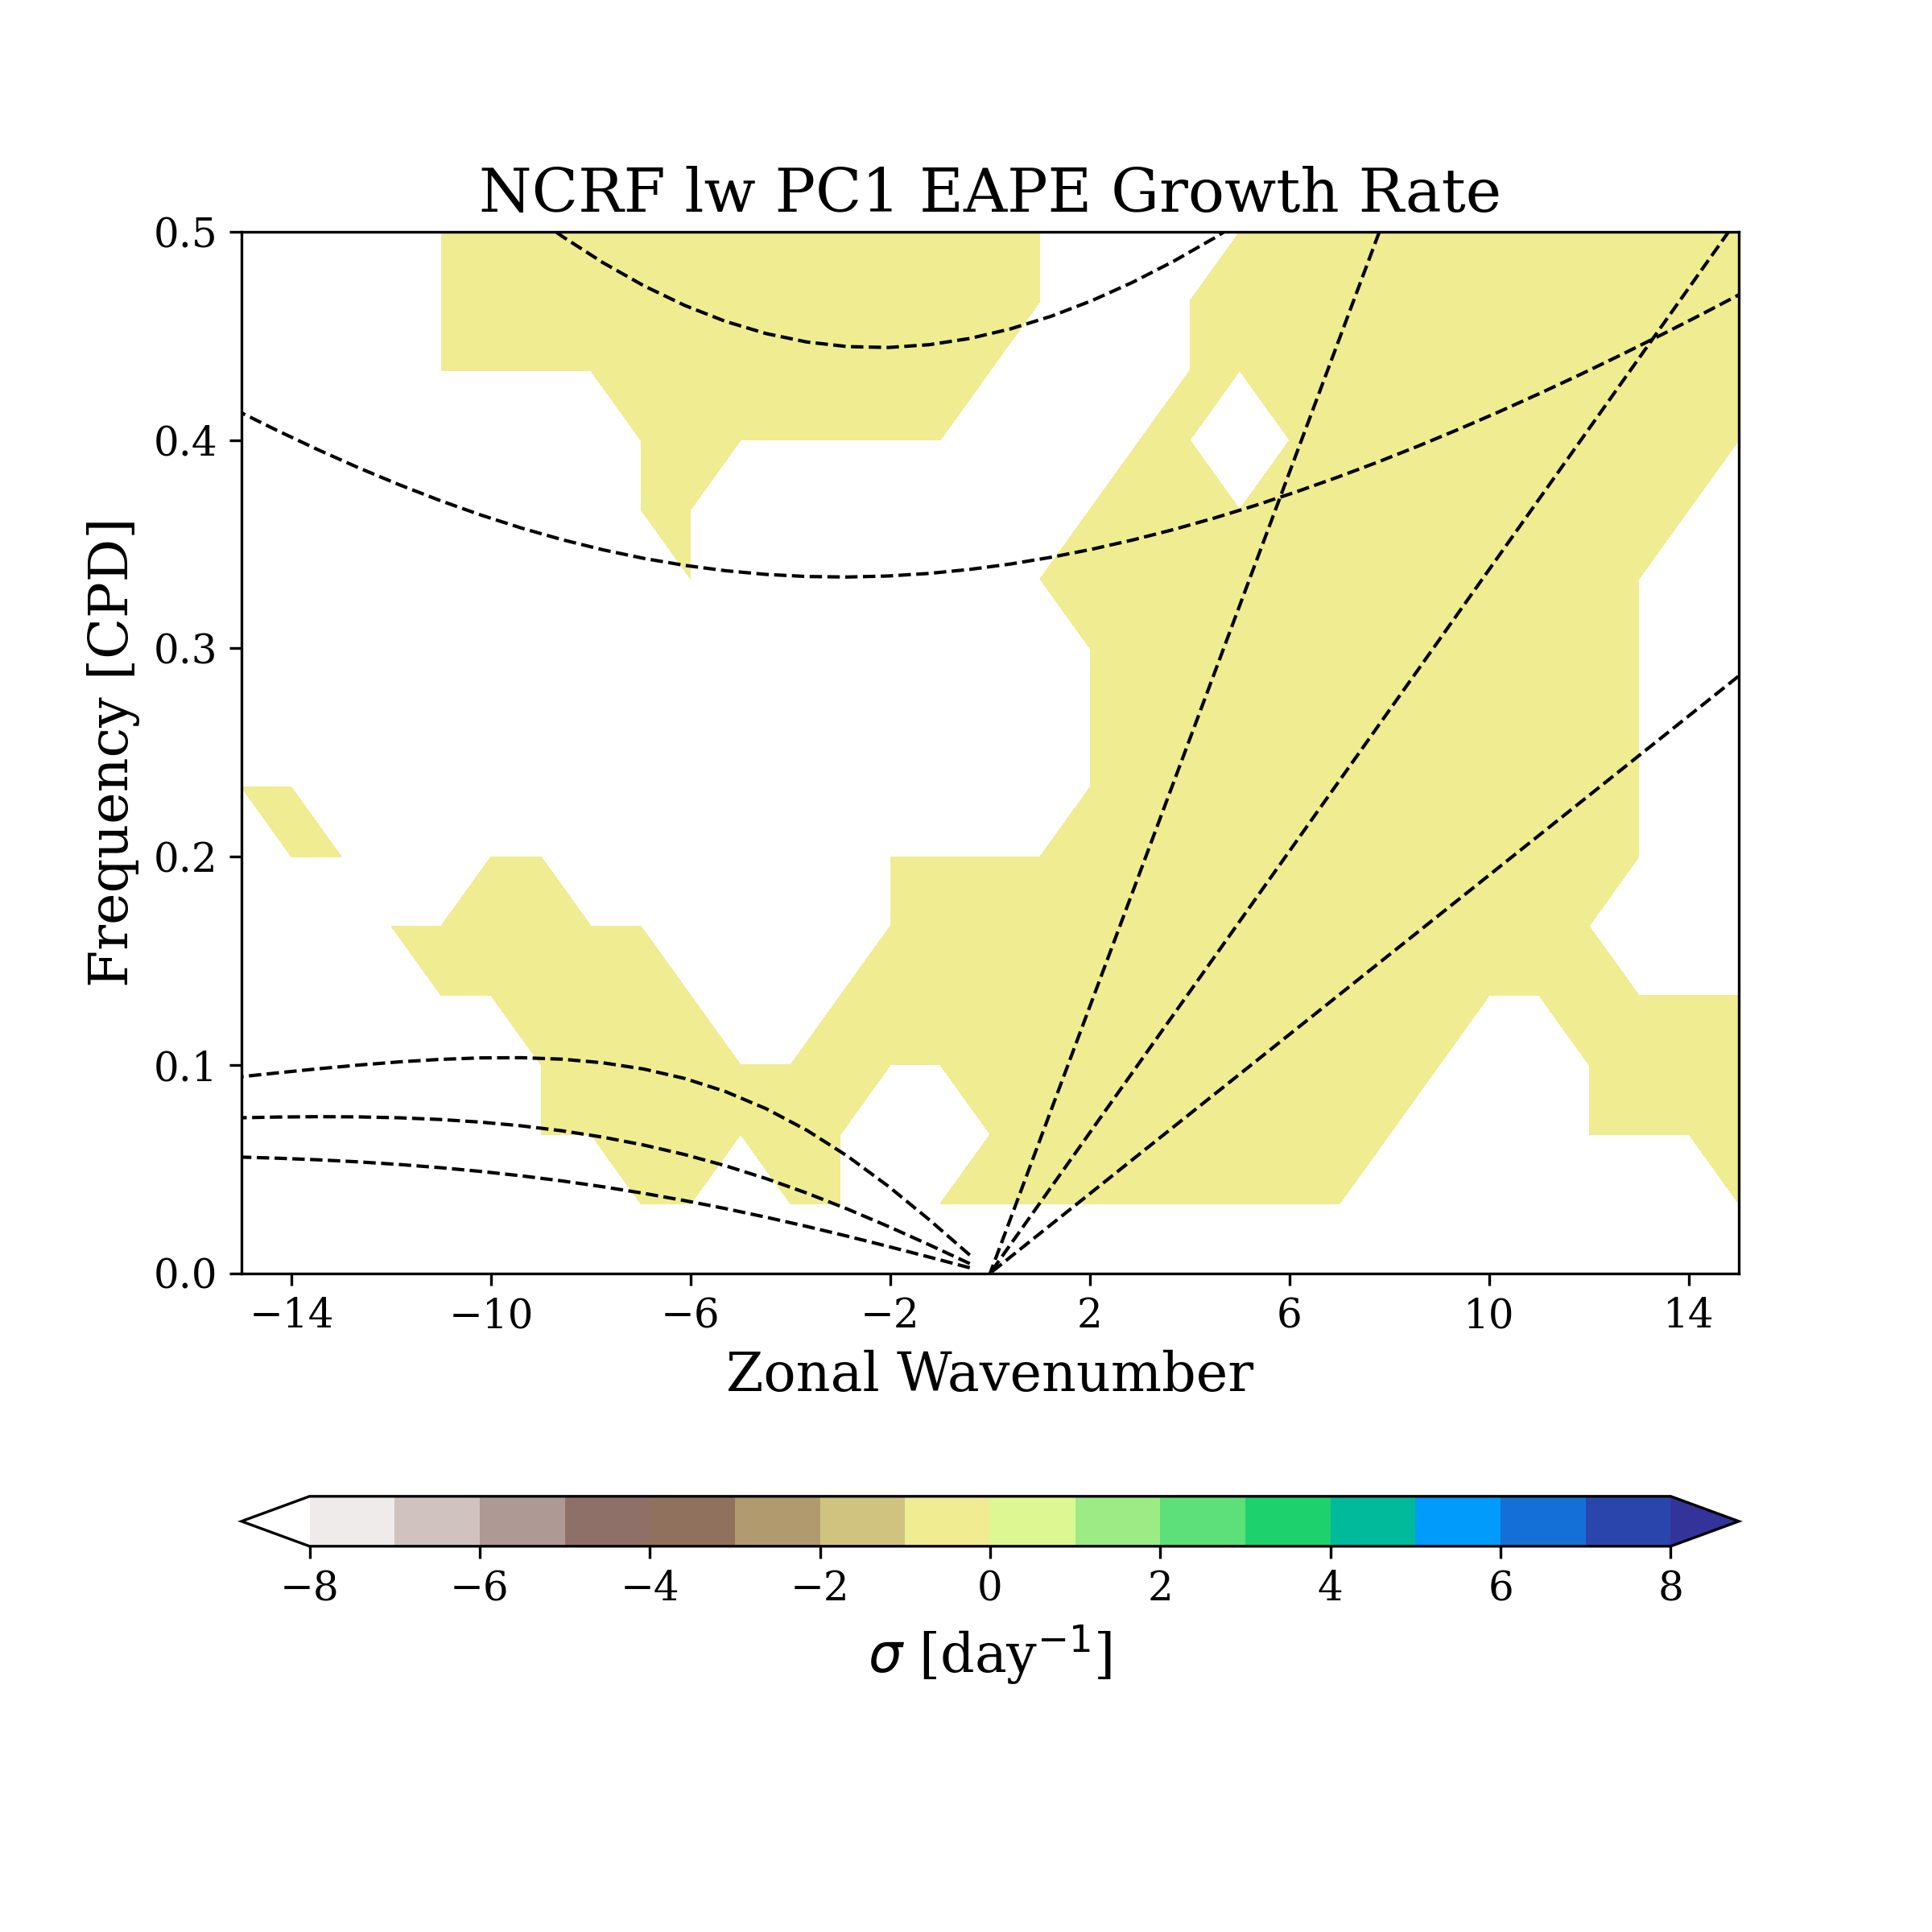 NCRF lw PC1 EAPE Growth Rate
0.5
0.4
0.3
0.2
0.1
0.0
Frequency [CPD]
−14 −10 −6 −2 2 6 10 14
Zonal Wavenumber
−8 −6 −4 −2 0 2 4 6 8
σ [day⁻¹]